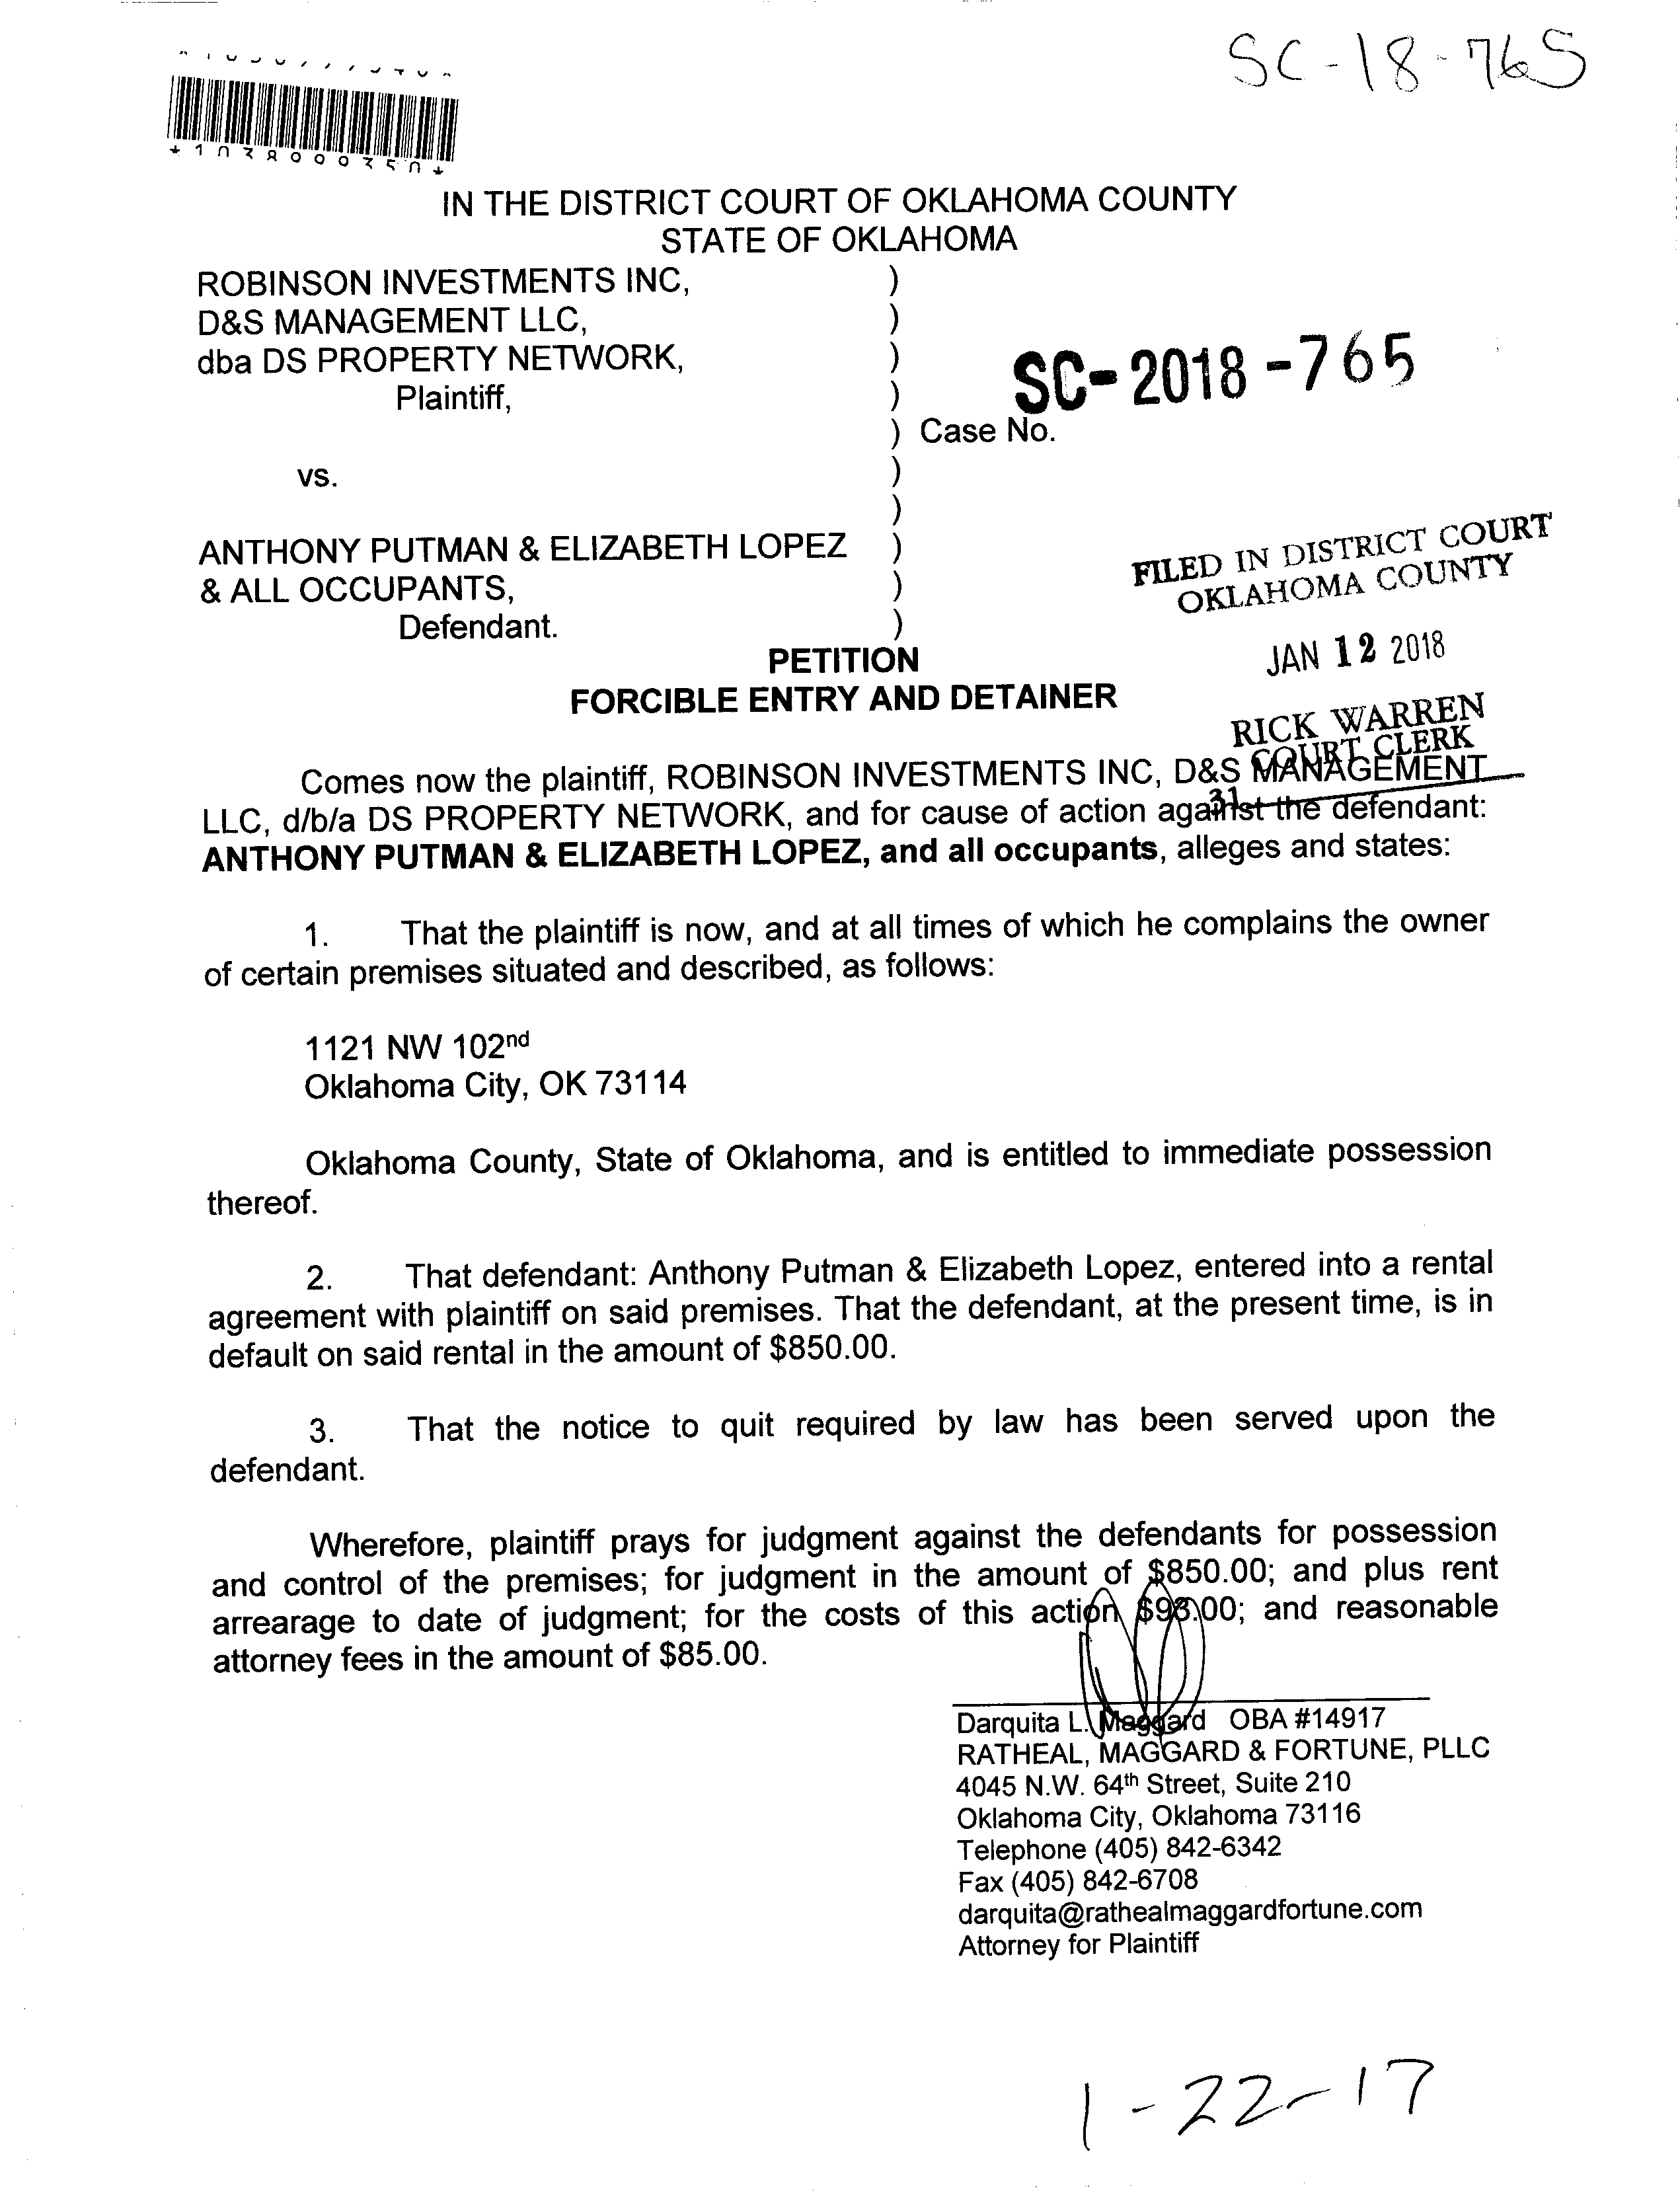 SC-18-765
*1038000350*
IN THE DISTRICT COURT OF OKLAHOMA COUNTY
STATE OF OKLAHOMA
ROBINSON INVESTMENTS INC, )
D&S MANAGEMENT LLC, )
dba DS PROPERTY NETWORK, )
Plaintiff, )
SC-2018-765
) Case No.
vs. )
)
ANTHONY PUTMAN & ELIZABETH LOPEZ )
& ALL OCCUPANTS, )
Defendant. )
FILED IN DISTRICT COURT
OKLAHOMA COUNTY
JAN 12 2018
RICK WARREN
COURT CLERK
31
PETITION
FORCIBLE ENTRY AND DETAINER
Comes now the plaintiff, ROBINSON INVESTMENTS INC, D&S MANAGEMENT
LLC, d/b/a DS PROPERTY NETWORK, and for cause of action against the defendant:
ANTHONY PUTMAN & ELIZABETH LOPEZ, and all occupants, alleges and states:
1. That the plaintiff is now, and at all times of which he complains the owner
of certain premises situated and described, as follows:
1121 NW 102nd
Oklahoma City, OK 73114
Oklahoma County, State of Oklahoma, and is entitled to immediate possession
thereof.
2. That defendant: Anthony Putman & Elizabeth Lopez, entered into a rental
agreement with plaintiff on said premises. That the defendant, at the present time, is in
default on said rental in the amount of $850.00.
3. That the notice to quit required by law has been served upon the
defendant.
Wherefore, plaintiff prays for judgment against the defendants for possession
and control of the premises; for judgment in the amount of $850.00; and plus rent
arrearage to date of judgment; for the costs of this action $98.00; and reasonable
attorney fees in the amount of $85.00.
Darquita L. Maggard OBA #14917
RATHEAL, MAGGARD & FORTUNE, PLLC
4045 N.W. 64th Street, Suite 210
Oklahoma City, Oklahoma 73116
Telephone (405) 842-6342
Fax (405) 842-6708
darquita@rathealmaggardfortune.com
Attorney for Plaintiff
1-22-17